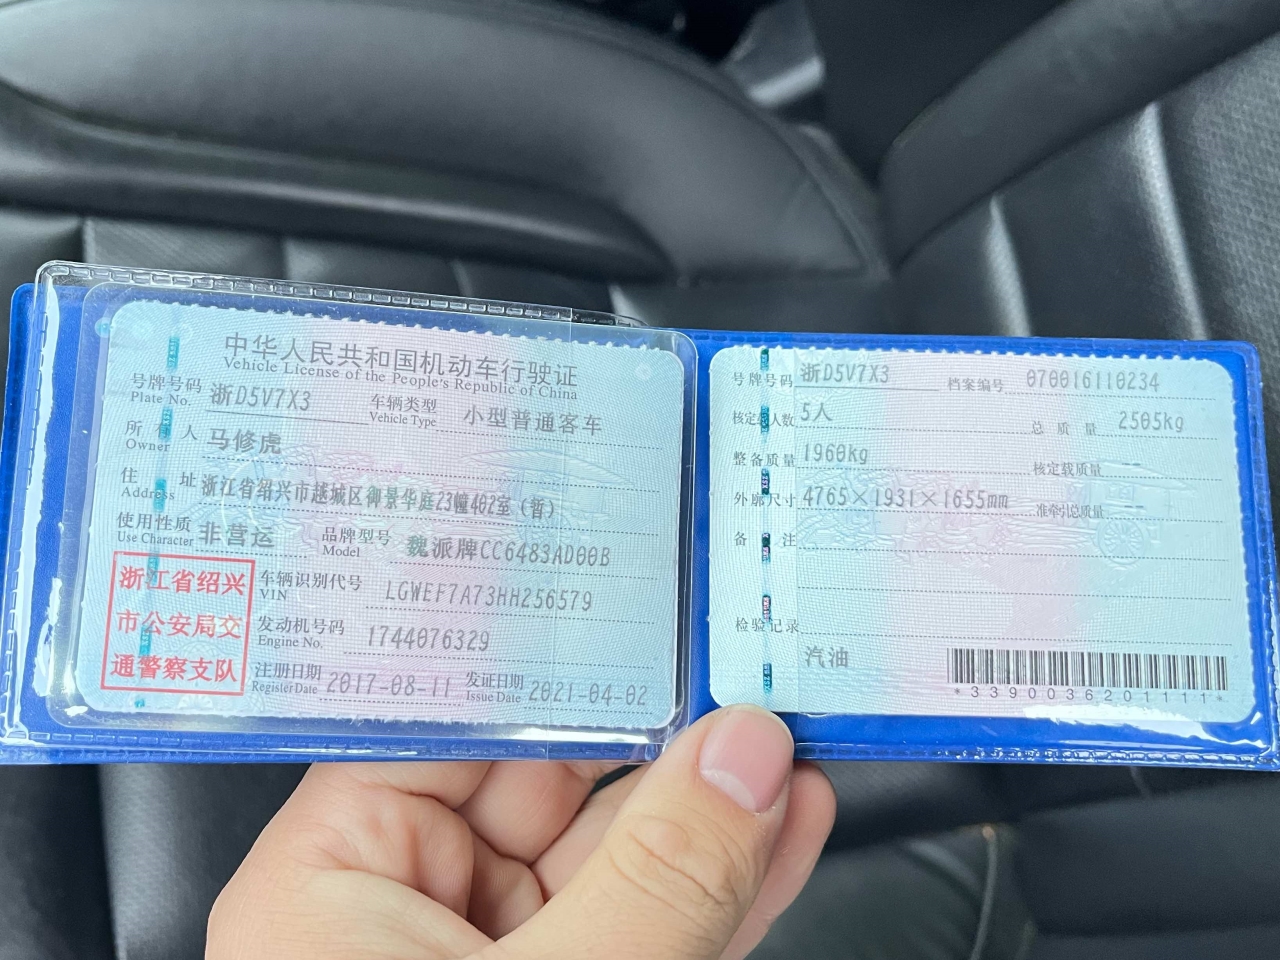 中华人民共和国机动车行驶证
Vehicle License of the People's Republic of China
号牌号码 浙D5V7X3 车辆类型 小型普通客车
Plate No. Vehicle Type
所有人 马修虎
Owner
住址 浙江省绍兴市越城区御景华庭23幢402室（暂）
Address
使用性质 非营运 品牌型号 魏派牌CC6483AD00B
Use Character Model
浙江省绍兴
市公安局交
通警察支队
车辆识别代号 LGWEF7A73HH256579
VIN
发动机号码 1744076329
Engine No.
注册日期 2017-08-11 发证日期 2021-04-02
Register Date Issue Date
号牌号码 浙D5V7X3 档案编号 070016110234
核定载人数 5人 总质量 2505kg
整备质量 1960kg 核定载质量 --
外廓尺寸 4765×1931×1655mm 准牵引总质量 --
备注
检验记录
汽油
*3390036201111*